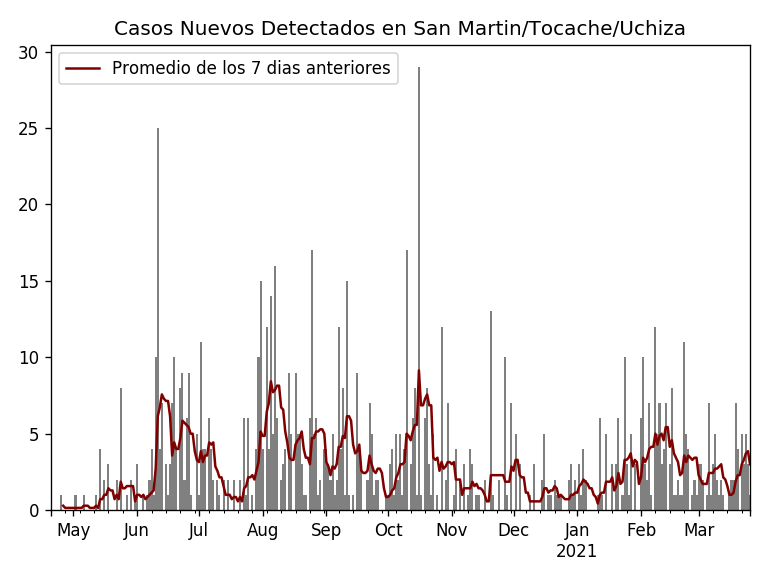 Casos Nuevos Detectados en San Martin/Tocache/Uchiza
Promedio de los 7 dias anteriores
30
25
20
15
10
5
0
May Jun Jul Aug Sep Oct Nov Dec Jan Feb Mar
2021